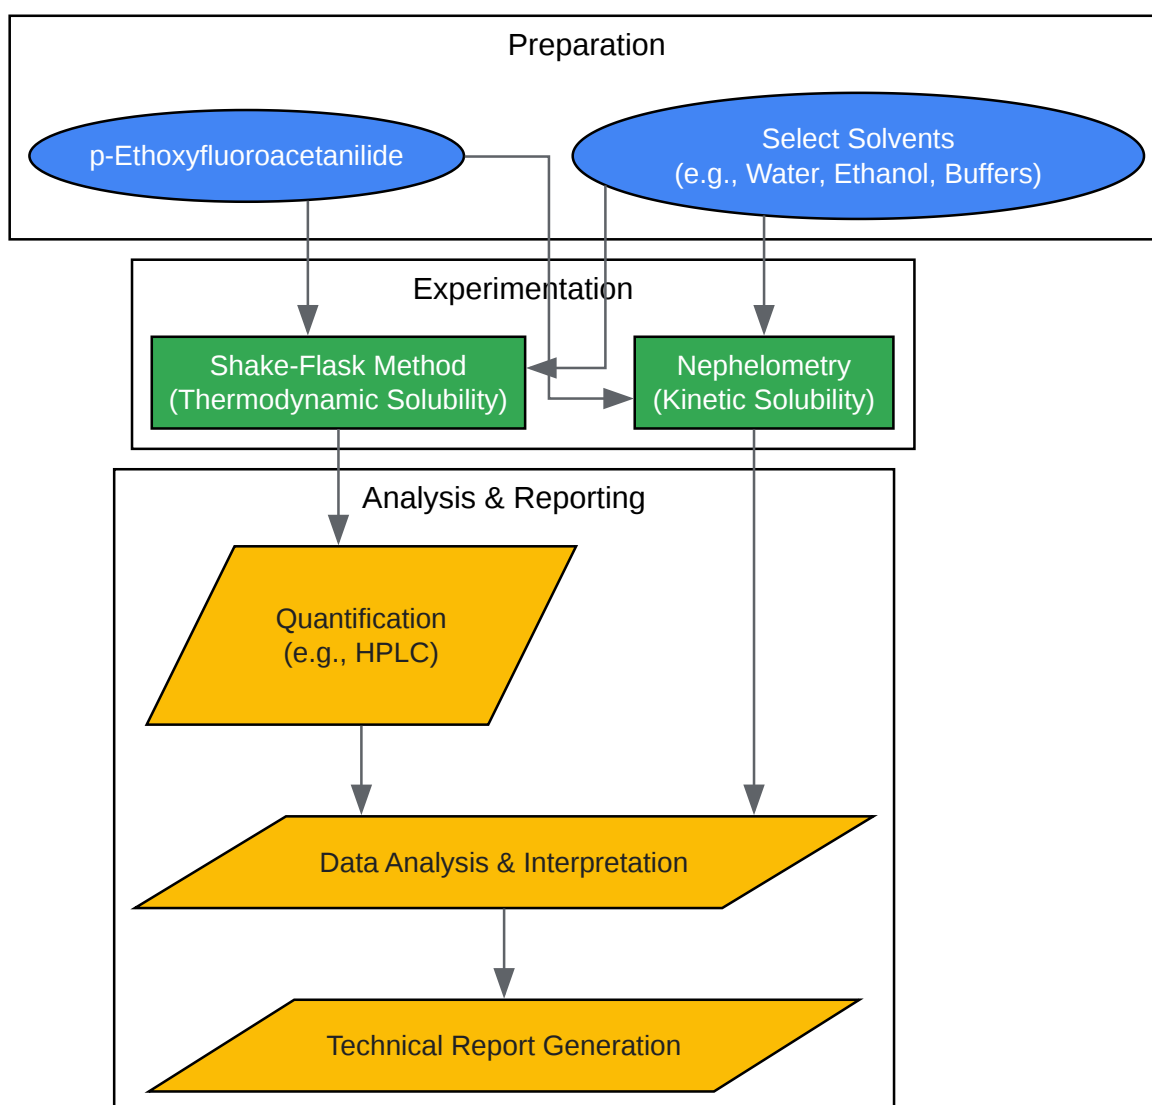 Preparation
p-Ethoxyfluoroacetanilide
Select Solvents
(e.g., Water, Ethanol, Buffers)
Experimentation
Shake-Flask Method
(Thermodynamic Solubility)
Nephelometry
(Kinetic Solubility)
Analysis & Reporting
Quantification
(e.g., HPLC)
Data Analysis & Interpretation
Technical Report Generation